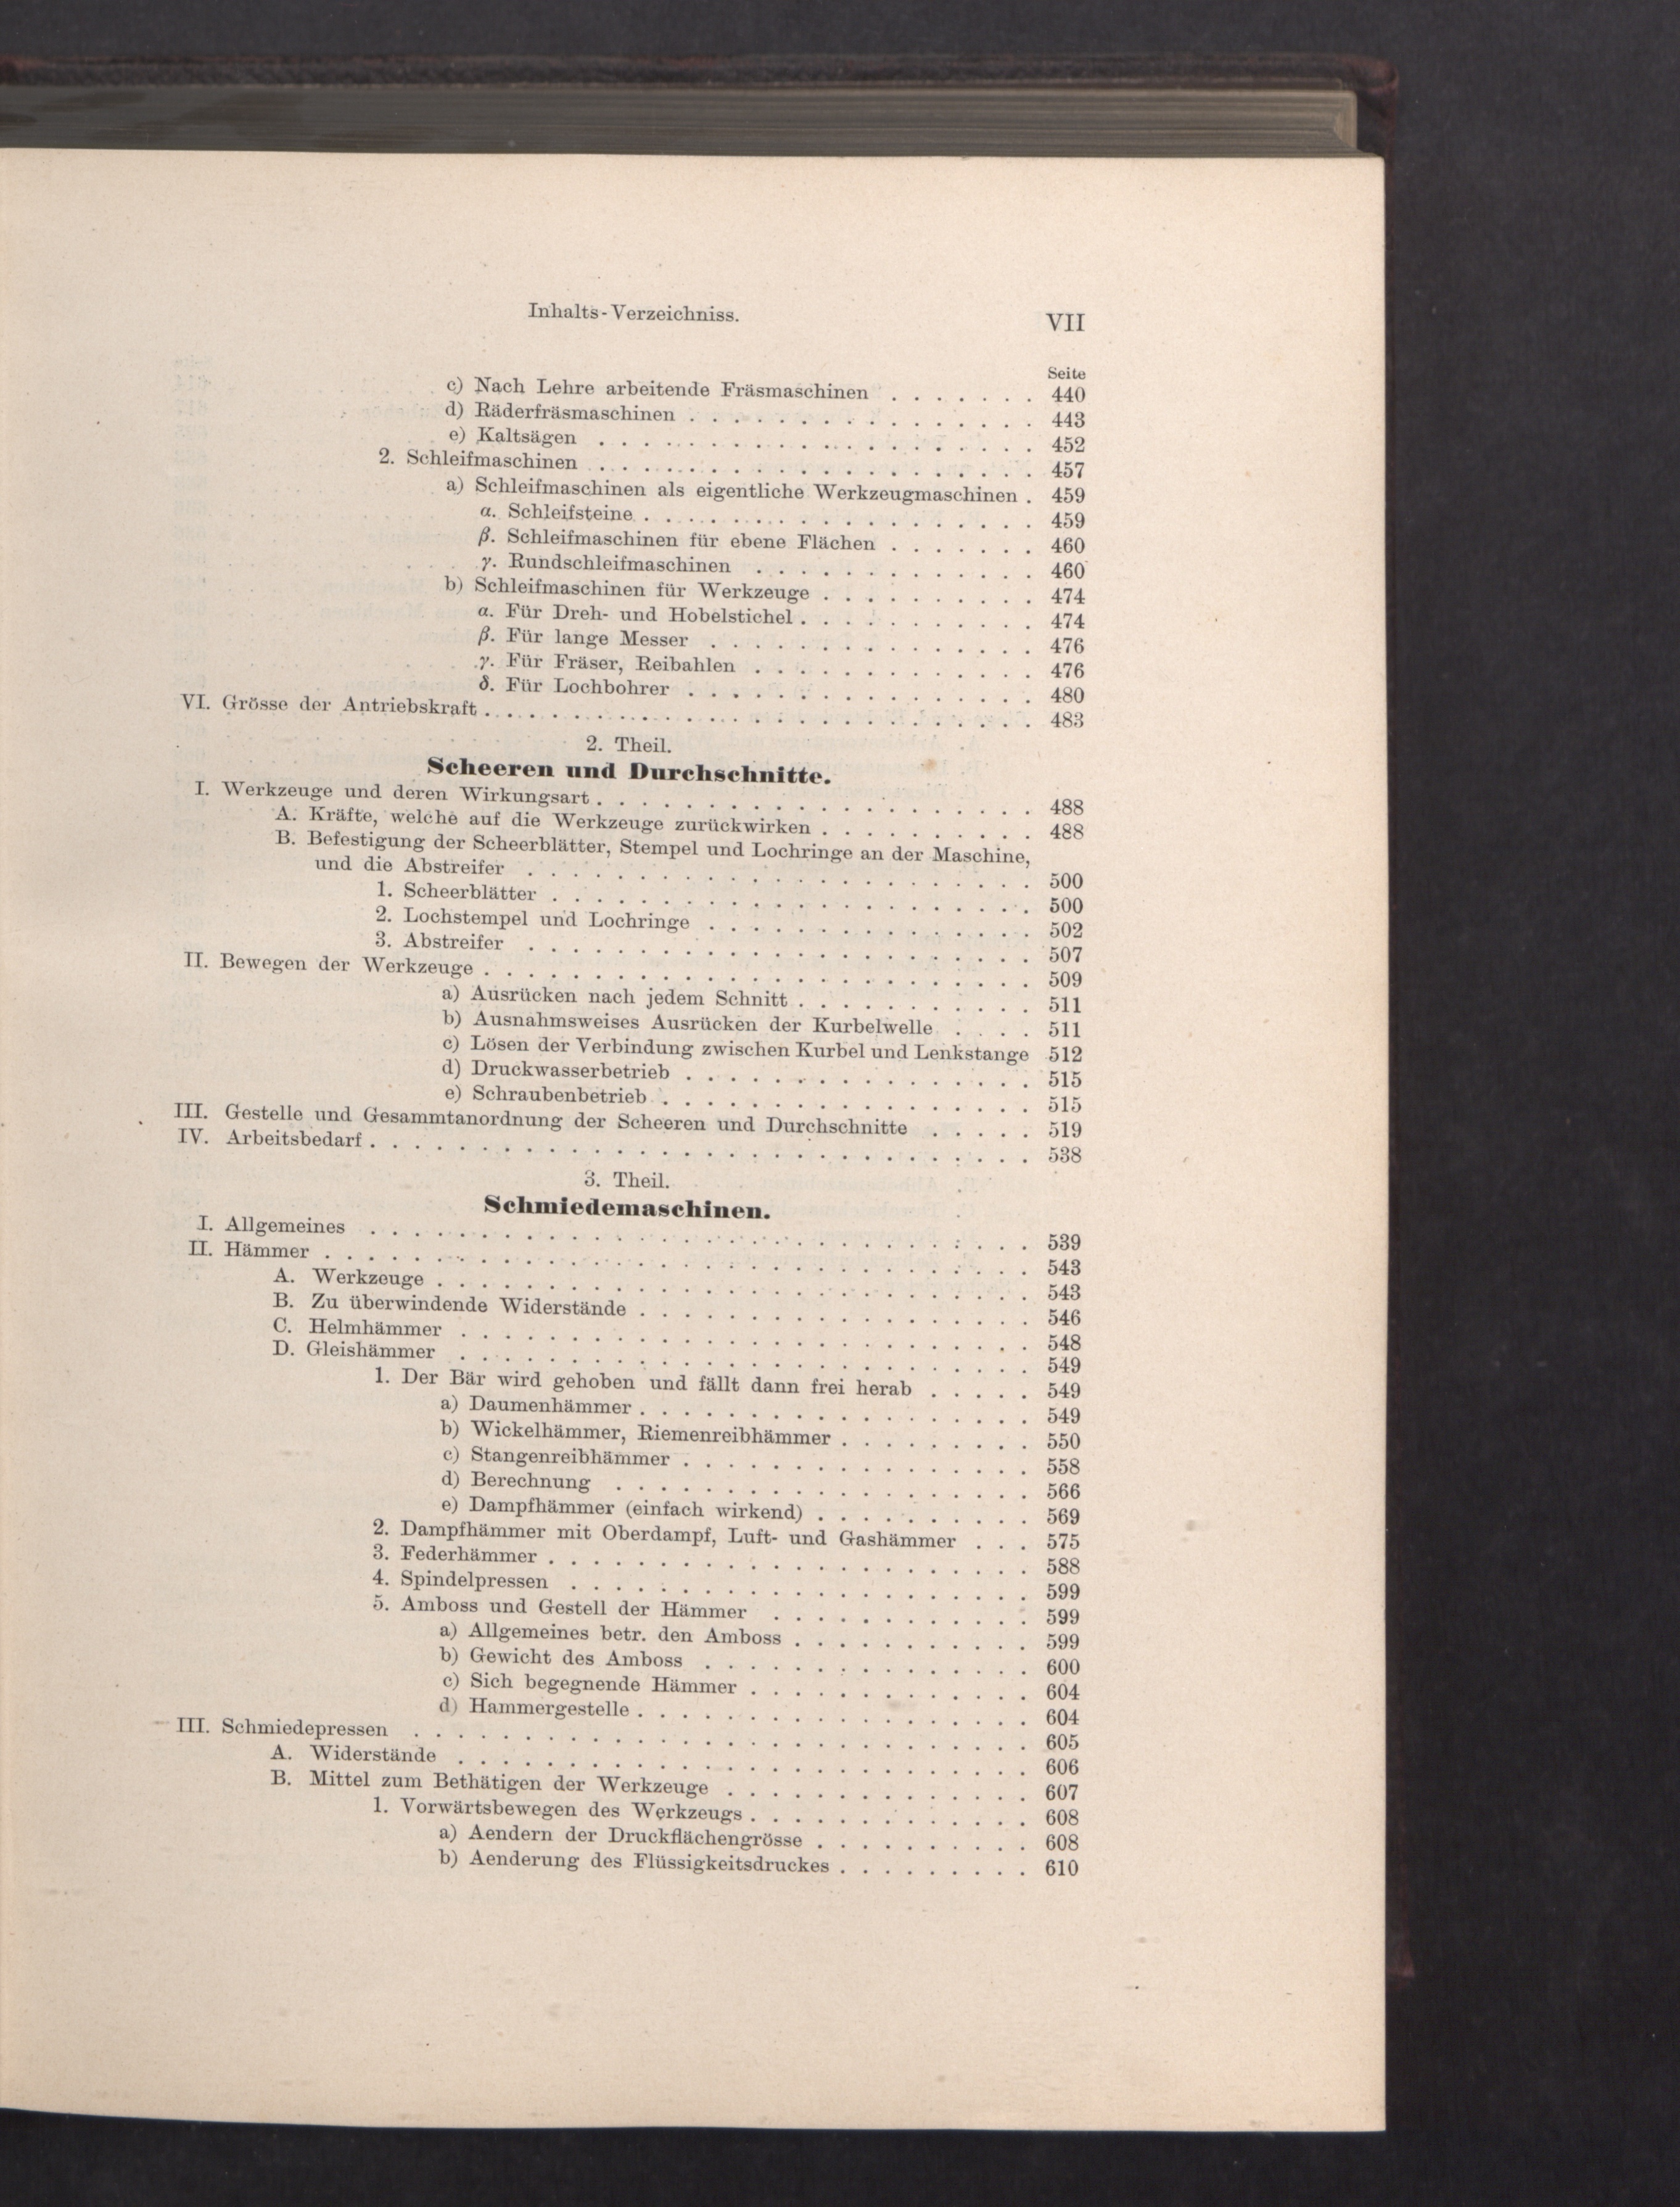 Inhalts-Verzeichniss. VII
Seite
c) Nach Lehre arbeitende Fräsmaschinen . . . . . . . 440
d) Räderfräsmaschinen . . . . . . . . . . . . . . . . 443
e) Kaltsägen . . . . . . . . . . . . . . . . . . . . 452
2. Schleifmaschinen . . . . . . . . . . . . . . . . . . . . 457
a) Schleifmaschinen als eigentliche Werkzeugmaschinen . 459
α. Schleifsteine . . . . . . . . . . . . . . . . . . 459
β. Schleifmaschinen für ebene Flächen . . . . . . . 460
γ. Rundschleifmaschinen . . . . . . . . . . . . . 460
b) Schleifmaschinen für Werkzeuge . . . . . . . . . . 474
α. Für Dreh- und Hobelstichel . . . . . . . . . . . 474
β. Für lange Messer . . . . . . . . . . . . . . . 476
γ. Für Fräser, Reibahlen . . . . . . . . . . . . . 476
δ. Für Lochbohrer . . . . . . . . . . . . . . . . 480
VI. Grösse der Antriebskraft . . . . . . . . . . . . . . . . . . . . . . . . . 483
2. Theil.
Scheeren und Durchschnitte.
I. Werkzeuge und deren Wirkungsart . . . . . . . . . . . . . . . . . . . . 488
A. Kräfte, welche auf die Werkzeuge zurückwirken . . . . . . . . . . 488
B. Befestigung der Scheerblätter, Stempel und Lochringe an der Maschine,
und die Abstreifer . . . . . . . . . . . . . . . . . . . . . . . 500
1. Scheerblätter . . . . . . . . . . . . . . . . . . . . . . 500
2. Lochstempel und Lochringe . . . . . . . . . . . . . . . 502
3. Abstreifer . . . . . . . . . . . . . . . . . . . . . . . 507
II. Bewegen der Werkzeuge . . . . . . . . . . . . . . . . . . . . . . . . . 509
a) Ausrücken nach jedem Schnitt . . . . . . . . . . . 511
b) Ausnahmsweises Ausrücken der Kurbelwelle . . . . 511
c) Lösen der Verbindung zwischen Kurbel und Lenkstange 512
d) Druckwasserbetrieb . . . . . . . . . . . . . . . . 515
e) Schraubenbetrieb . . . . . . . . . . . . . . . . . 515
III. Gestelle und Gesammtanordnung der Scheeren und Durchschnitte . . . . . 519
IV. Arbeitsbedarf . . . . . . . . . . . . . . . . . . . . . . . . . . . . . . 538
3. Theil.
Schmiedemaschinen.
I. Allgemeines . . . . . . . . . . . . . . . . . . . . . . . . . . . . . . 539
II. Hämmer . . . . . . . . . . . . . . . . . . . . . . . . . . . . . . . . 543
A. Werkzeuge . . . . . . . . . . . . . . . . . . . . . . . . . . . 543
B. Zu überwindende Widerstände . . . . . . . . . . . . . . . . . . 546
C. Helmhämmer . . . . . . . . . . . . . . . . . . . . . . . . . . 548
D. Gleishämmer . . . . . . . . . . . . . . . . . . . . . . . . . . 549
1. Der Bär wird gehoben und fällt dann frei herab . . . . . 549
a) Daumenhämmer . . . . . . . . . . . . . . . . . . 549
b) Wickelhämmer, Riemenreibhämmer . . . . . . . . . 550
c) Stangenreibhämmer . . . . . . . . . . . . . . . . 558
d) Berechnung . . . . . . . . . . . . . . . . . . . 566
e) Dampfhämmer (einfach wirkend) . . . . . . . . . . 569
2. Dampfhämmer mit Oberdampf, Luft- und Gashämmer . . . 575
3. Federhämmer . . . . . . . . . . . . . . . . . . . . . . 588
4. Spindelpressen . . . . . . . . . . . . . . . . . . . . . 599
5. Amboss und Gestell der Hämmer . . . . . . . . . . . . 599
a) Allgemeines betr. den Amboss . . . . . . . . . . . 599
b) Gewicht des Amboss . . . . . . . . . . . . . . . 600
c) Sich begegnende Hämmer . . . . . . . . . . . . . 604
d) Hammergestelle . . . . . . . . . . . . . . . . . . 604
III. Schmiedepressen . . . . . . . . . . . . . . . . . . . . . . . . . . . . 605
A. Widerstände . . . . . . . . . . . . . . . . . . . . . . . . . . 606
B. Mittel zum Bethätigen der Werkzeuge . . . . . . . . . . . . . . 607
1. Vorwärtsbewegen des Werkzeugs . . . . . . . . . . . . . 608
a) Aendern der Druckflächengrösse . . . . . . . . . . 608
b) Aenderung des Flüssigkeitsdruckes . . . . . . . . . 610